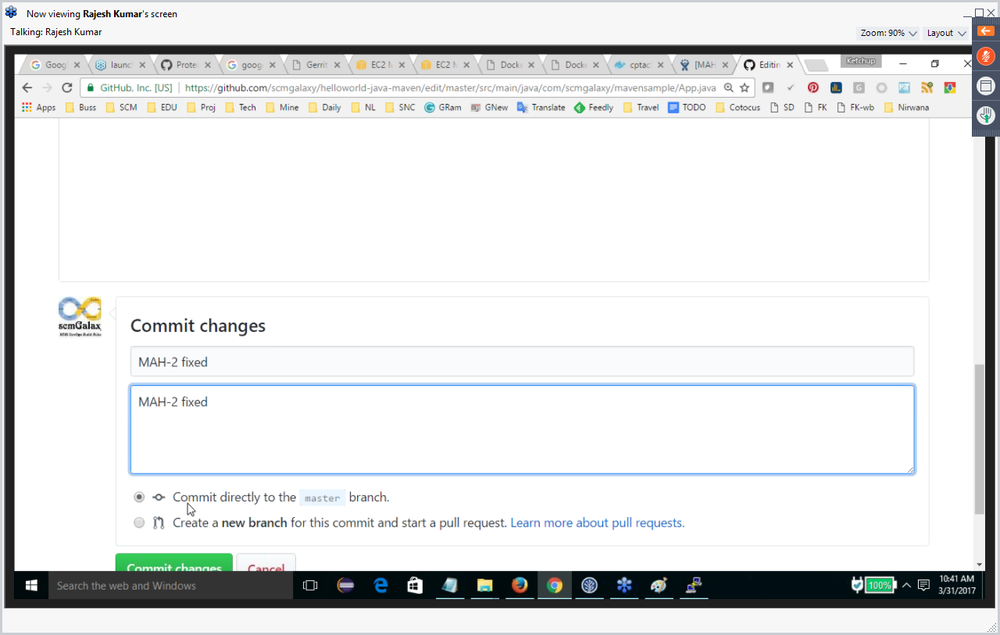 Now viewing Rajesh Kumar's screen
Talking: Rajesh Kumar
Zoom: 90%
Layout
Goog
launc
Prote
goog
Gerrit
EC2 M
EC2 M
Docke
Docke
cptac
[MAH
Editin
Ketchup
GitHub, Inc. [US]
https://github.com/scmgalaxy/helloworld-java-maven/edit/master/src/main/java/com/scmgalaxy/mavensample/App.java
Apps
Buss
SCM
EDU
Proj
Tech
Mine
Daily
NL
SNC
GRam
GNew
Translate
Feedly
Travel
TODO
Cotocus
SD
FK
FK-wb
Nirwana
scmGalax
Commit changes
MAH-2 fixed
MAH-2 fixed
Commit directly to the master branch.
Create a new branch for this commit and start a pull request. Learn more about pull requests.
Commit changes
Cancel
Search the web and Windows
100%
10:41 AM
3/31/2017